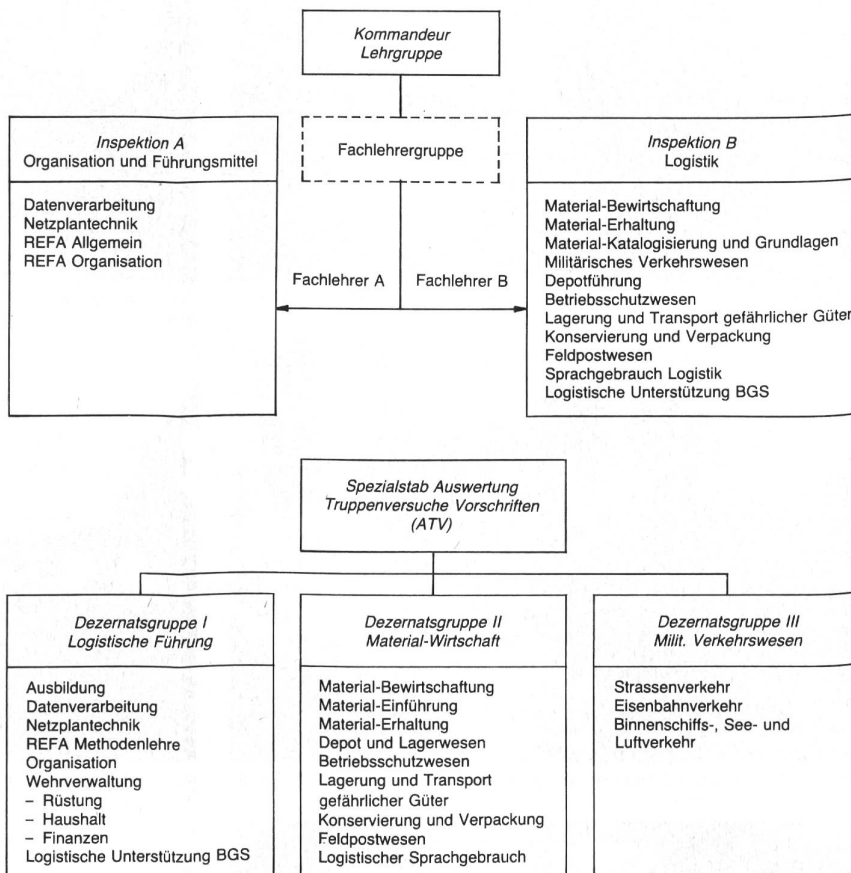 Kommandeur
Lehrgruppe
Fachlehrergruppe
Inspektion A
Organisation und Führungsmittel
Datenverarbeitung
Netzplantechnik
REFA Allgemein
REFA Organisation
Fachlehrer A
Fachlehrer B
Inspektion B
Logistik
Material-Bewirtschaftung
Material-Erhaltung
Material-Katalogisierung und Grundlagen
Militärisches Verkehrswesen
Depotführung
Betriebsschutzwesen
Lagerung und Transport gefährlicher Güter
Konservierung und Verpackung
Feldpostwesen
Sprachgebrauch Logistik
Logistische Unterstützung BGS
Spezialstab Auswertung
Truppenversuche Vorschriften
(ATV)
Dezernatsgruppe I
Logistische Führung
Ausbildung
Datenverarbeitung
Netzplantechnik
REFA Methodenlehre
Organisation
Wehrverwaltung
– Rüstung
– Haushalt
– Finanzen
Logistische Unterstützung BGS
Dezernatsgruppe II
Material-Wirtschaft
Material-Bewirtschaftung
Material-Einführung
Material-Erhaltung
Depot und Lagerwesen
Betriebsschutzwesen
Lagerung und Transport
gefährlicher Güter
Konservierung und Verpackung
Feldpostwesen
Logistischer Sprachgebrauch
Dezernatsgruppe III
Milit. Verkehrswesen
Strassenverkehr
Eisenbahnverkehr
Binnenschiffs-, See- und
Luftverkehr